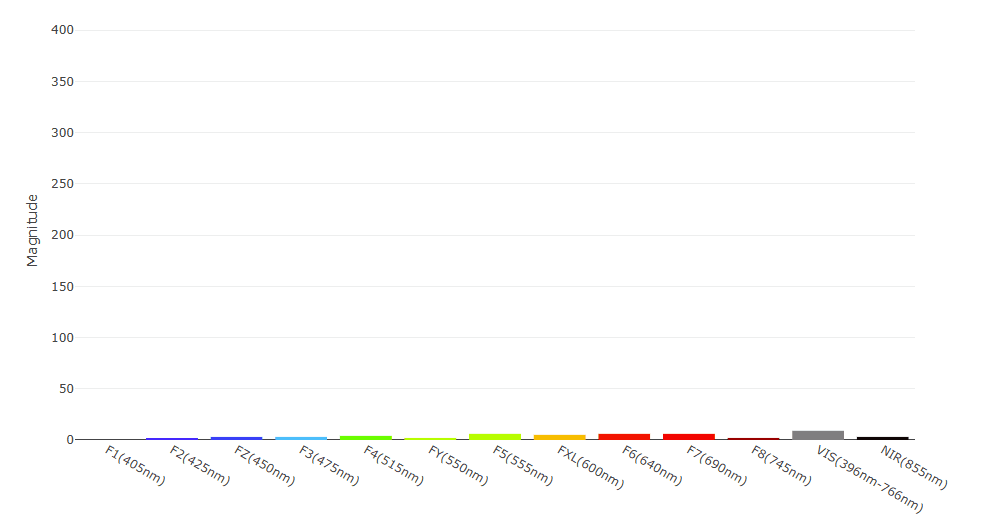 400
350
300
250
200
150
100
50
0
Magnitude
F1(405nm)
F2(425nm)
FZ(450nm)
F3(475nm)
F4(515nm)
FY(550nm)
F5(555nm)
FXL(600nm)
F6(640nm)
F7(690nm)
F8(745nm)
VIS(396nm-766nm)
NIR(855nm)